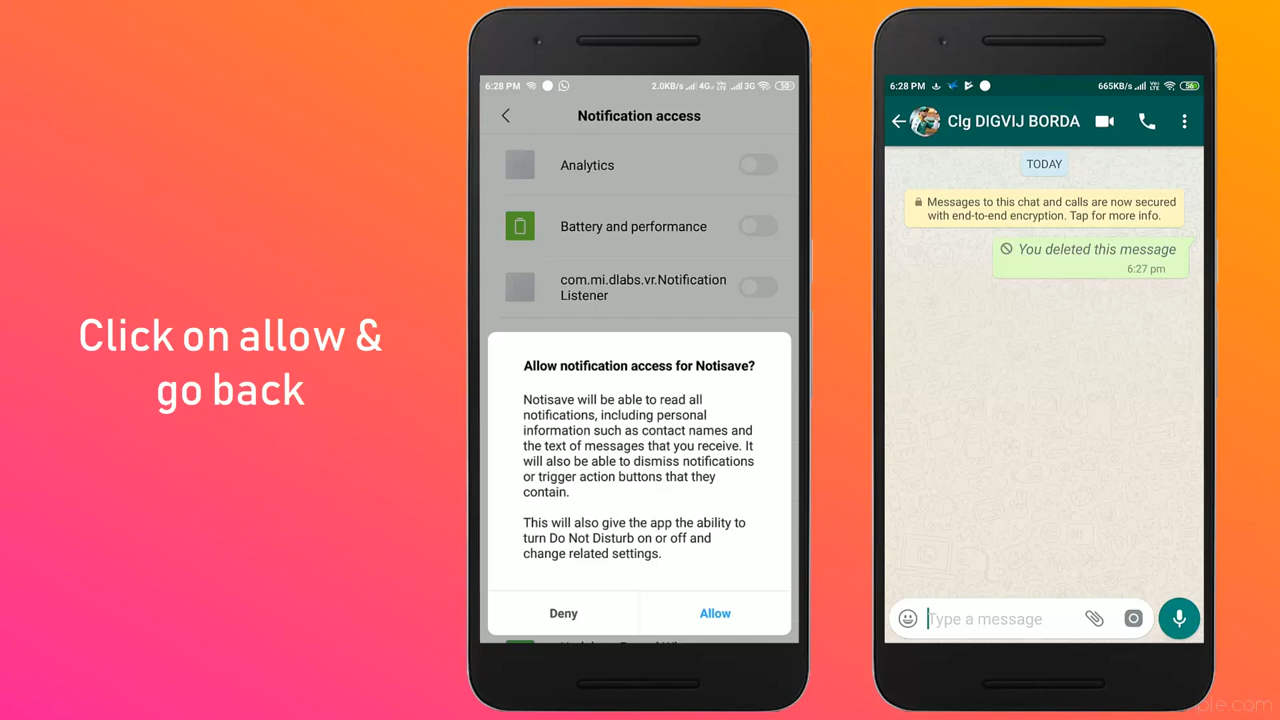 Click on allow &
go back
6:28 PM
2.0KB/s
4G
VoLTE
3G
50
Notification access
Analytics
Battery and performance
com.mi.dlabs.vr.Notification
Listener
Allow notification access for Notisave?
Notisave will be able to read all
notifications, including personal
information such as contact names and
the text of messages that you receive. It
will also be able to dismiss notifications
or trigger action buttons that they
contain.
This will also give the app the ability to
turn Do Not Disturb on or off and
change related settings.
Deny
Allow
6:28 PM
665KB/s
56
Clg DIGVIJ BORDA
TODAY
Messages to this chat and calls are now secured
with end-to-end encryption. Tap for more info.
You deleted this message
6:27 pm
Type a message
ple.com